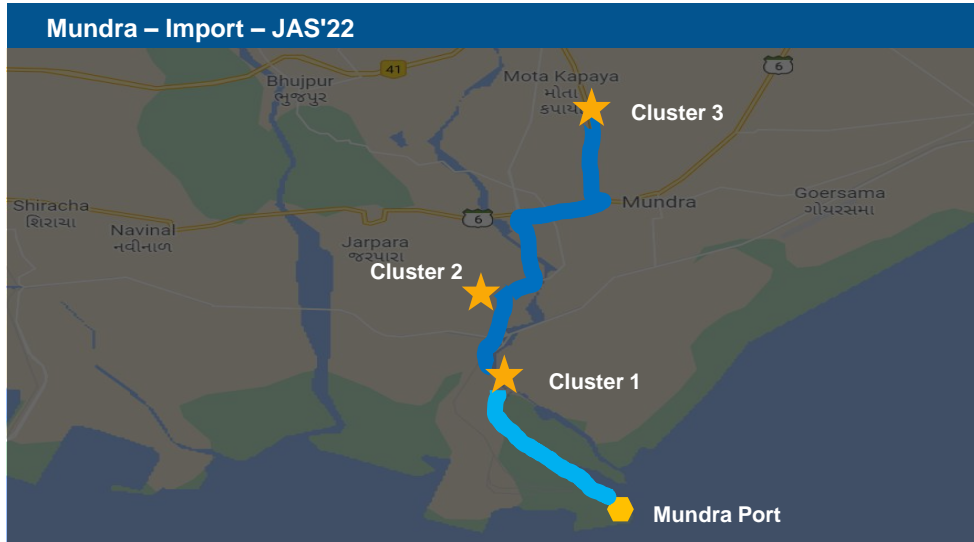 Mundra – Import – JAS'22
41
Bhujpur
ભુજપુર
Mota Kapaya
મોતા
કપાયા
6
Cluster 3
Shiracha
શિરાચા
Navinal
નવીનાળ
6
Mundra
Goersama
ગોયરસમા
Jarpara
જરપારા
Cluster 2
Cluster 1
Mundra Port